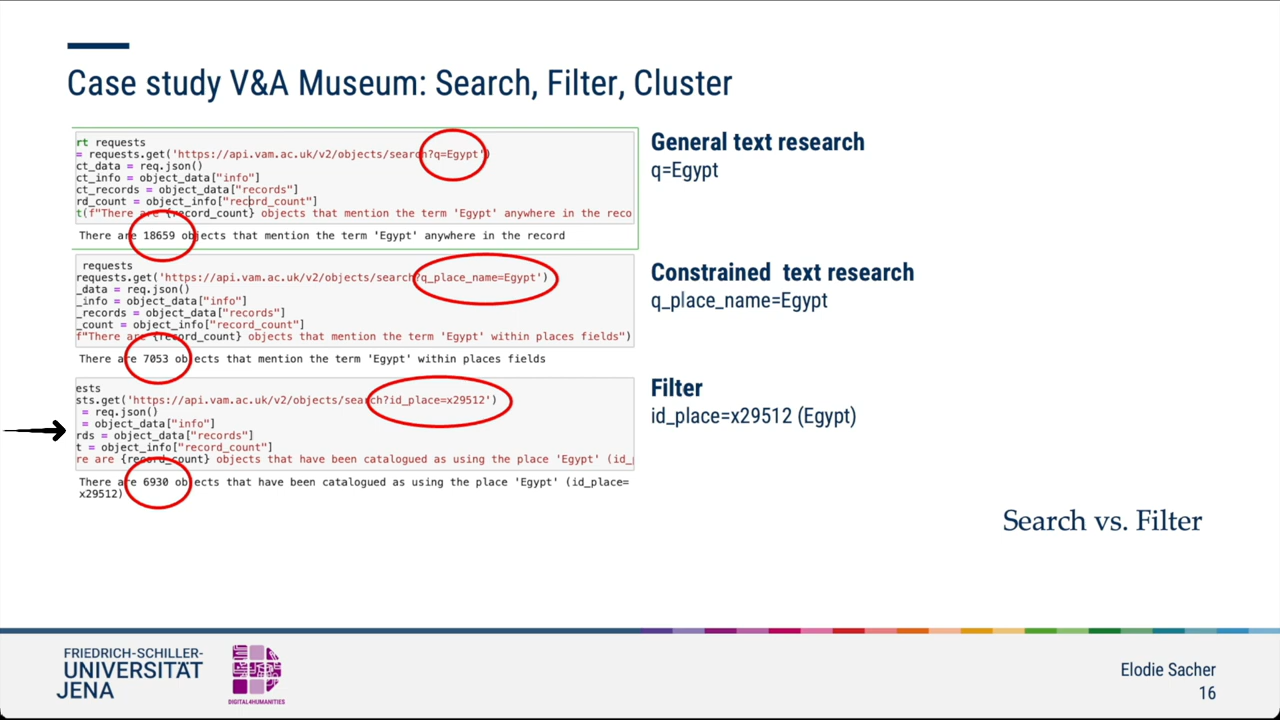 Case study V&A Museum: Search, Filter, Cluster
rt requests
= requests.get('https://api.vam.ac.uk/v2/objects/search?q=Egypt')
ct_data = req.json()
ct_info = object_data["info"]
ct_records = object_data["records"]
rd_count = object_info["record_count"]
t(f"There are {record_count} objects that mention the term 'Egypt' anywhere in the reco
There are 18659 objects that mention the term 'Egypt' anywhere in the record
General text research
q=Egypt
requests
requests.get('https://api.vam.ac.uk/v2/objects/search?q_place_name=Egypt')
_data = req.json()
_info = object_data["info"]
_records = object_data["records"]
_count = object_info["record_count"]
f"There are {record_count} objects that mention the term 'Egypt' within places fields")
There are 7053 objects that mention the term 'Egypt' within places fields
Constrained text research
q_place_name=Egypt
ests
sts.get('https://api.vam.ac.uk/v2/objects/search?id_place=x29512')
= req.json()
= object_data["info"]
rds = object_data["records"]
t = object_info["record_count"]
re are {record_count} objects that have been catalogued as using the place 'Egypt' (id_
There are 6930 objects that have been catalogued as using the place 'Egypt' (id_place=
x29512)
Filter
id_place=x29512 (Egypt)
Search vs. Filter
FRIEDRICH-SCHILLER-
UNIVERSITÄT
JENA
DIGITAL4HUMANITIES
Elodie Sacher
16